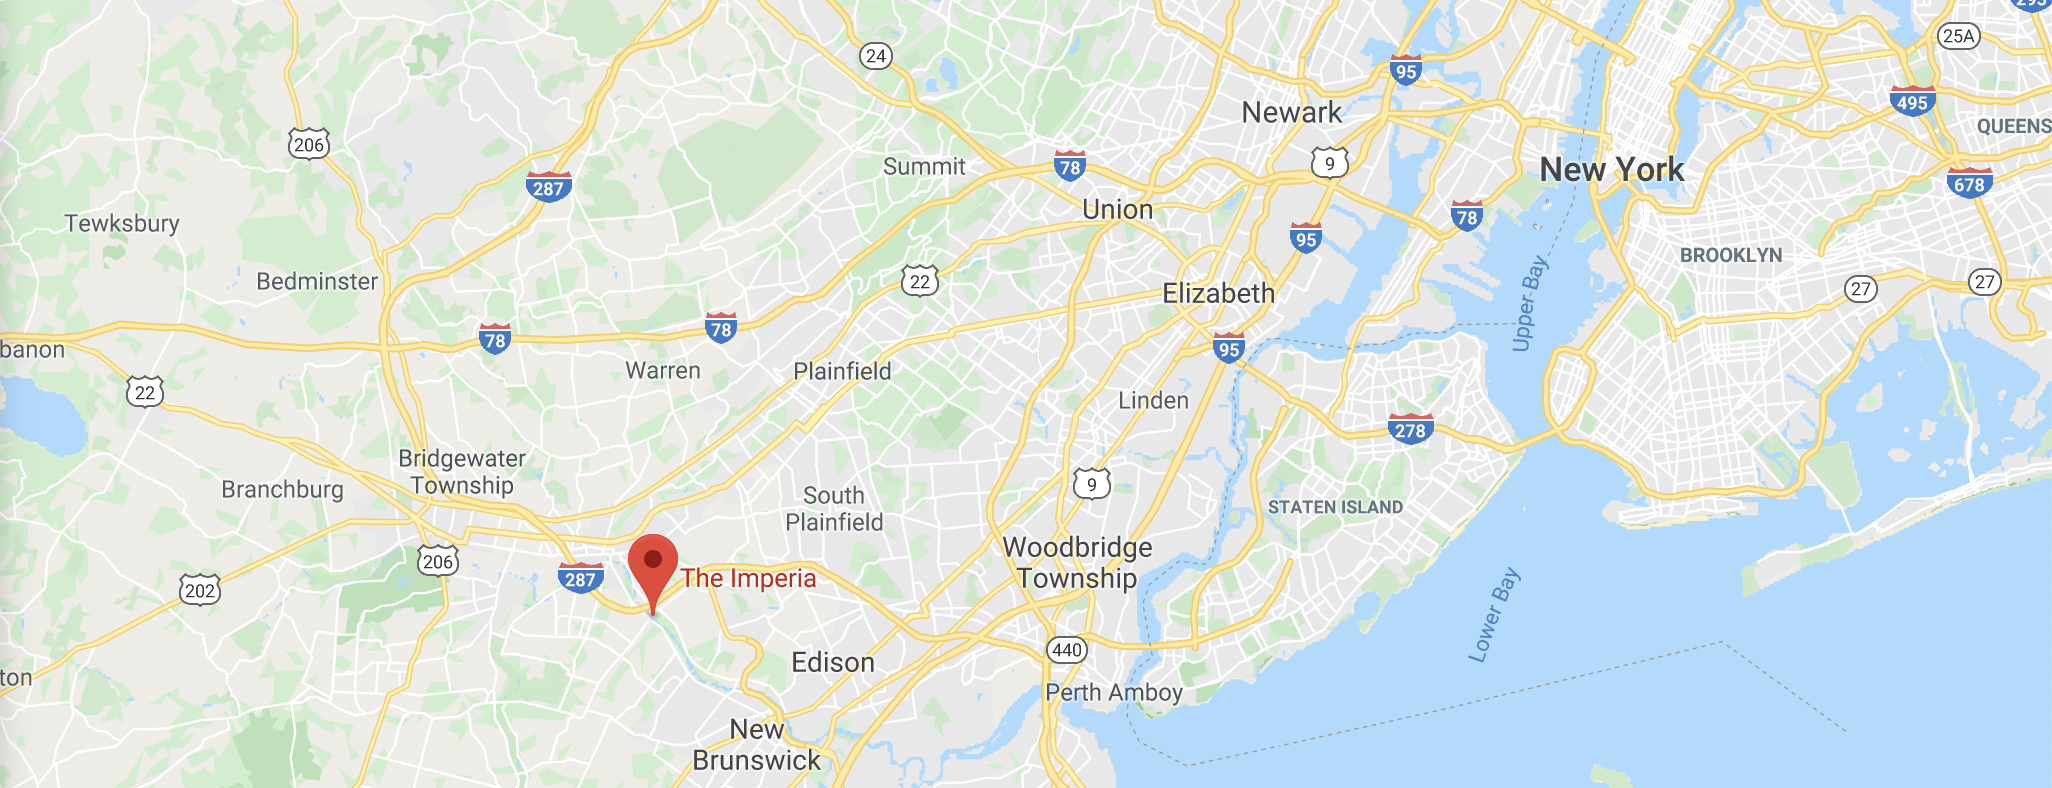 293
25A
24
95
495
Newark
QUEENS
206
Summit
78
9
New York
287
678
Tewksbury
Union
78
95
BROOKLYN
Bedminster
22
Elizabeth
Upper Bay
27
27
78
78
banon
95
Warren
Plainfield
22
Linden
278
Bridgewater
Township
Branchburg
9
South
Plainfield
STATEN ISLAND
Woodbridge
Township
206
202
287
The Imperia
Lower Bay
440
Edison
ton
Perth Amboy
New
Brunswick